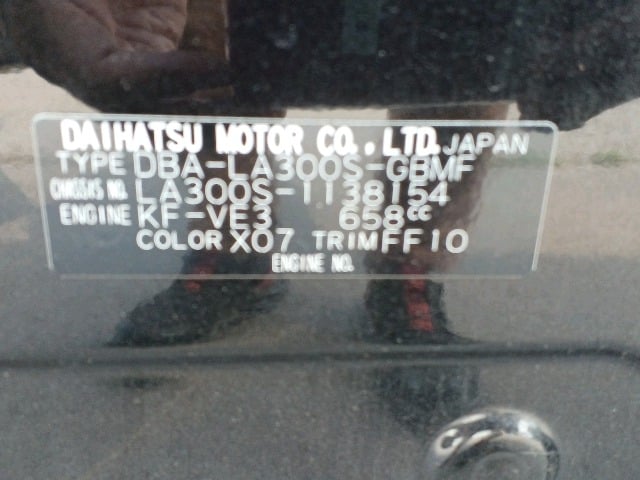 DAIHATSU MOTOR CO., LTD. JAPAN
TYPE DBA-LA300S-GBMF
CHASSIS NO. LA300S-1138154
ENGINE KF-VE3 658cc
COLOR X07 TRIM FF10
ENGINE NO.